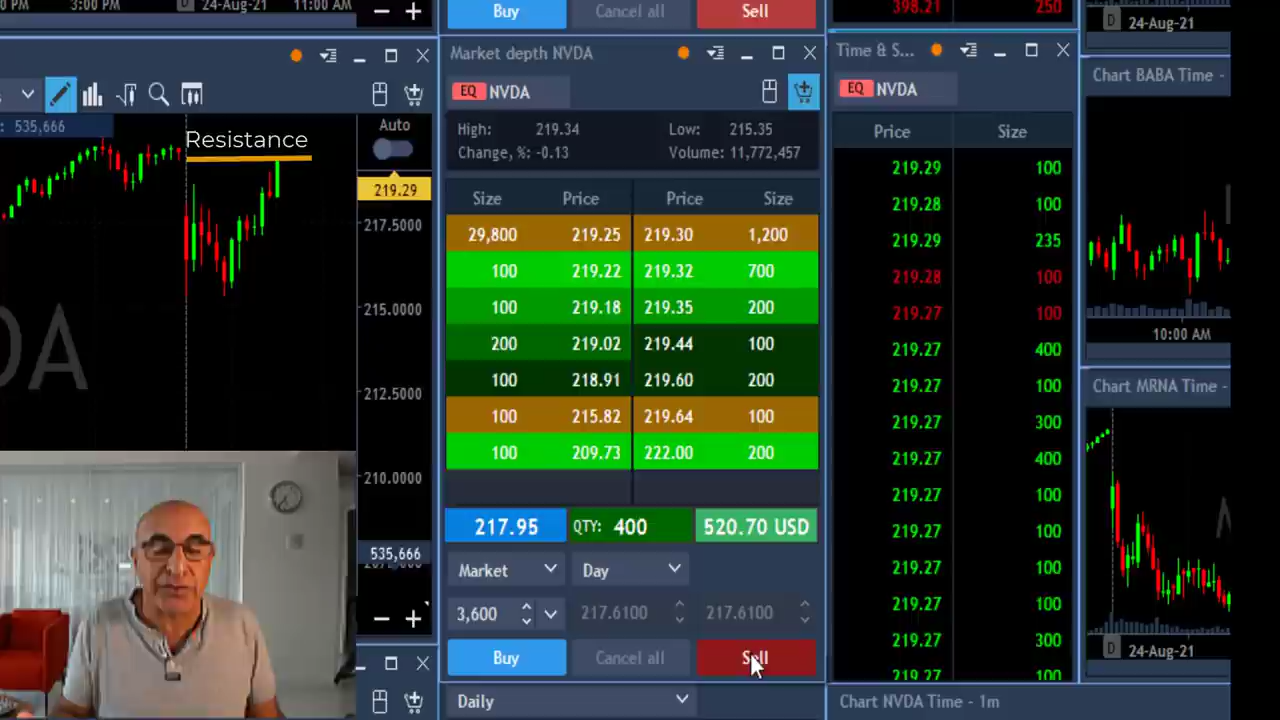 PM 3:00 PM D 24-Aug-21 11:00 AM
Buy Cancel all Sell
398.21 250
D 24-Aug-21
Market depth NVDA
Time & S...
Chart BABA Time -
EQ NVDA
EQ NVDA
: 535,666
Resistance
Auto
High: 219.34 Low: 215.35
Change, %: -0.13 Volume: 11,772,457
Price Size
219.29
217.5000
215.0000
212.5000
210.0000
535,666
Size Price Price Size
29,800 219.25 219.30 1,200
100 219.22 219.32 700
100 219.18 219.35 200
200 219.02 219.44 100
100 218.91 219.60 200
100 215.82 219.64 100
100 209.73 222.00 200
217.95 QTY: 400 520.70 USD
Market Day
3,600 217.6100 217.6100
Buy Cancel all Sell
Daily
219.29 100
219.28 100
219.29 235
219.28 100
219.27 100
219.27 400
219.27 100
219.27 300
219.27 400
219.27 100
219.27 100
219.27 100
219.27 100
219.27 300
219.27 100
Chart NVDA Time - 1m
10:00 AM
Chart MRNA Time -
D 24-Aug-21
DA